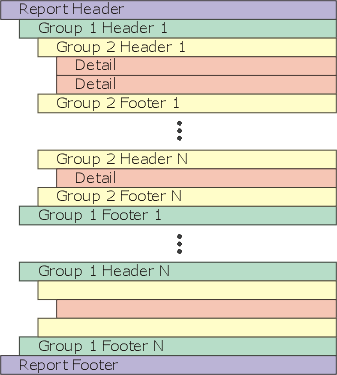 Report Header
Group 1 Header 1
Group 2 Header 1
Detail
Detail
Group 2 Footer 1
Group 2 Header N
Detail
Group 2 Footer N
Group 1 Footer 1
Group 1 Header N
Group 1 Footer N
Report Footer